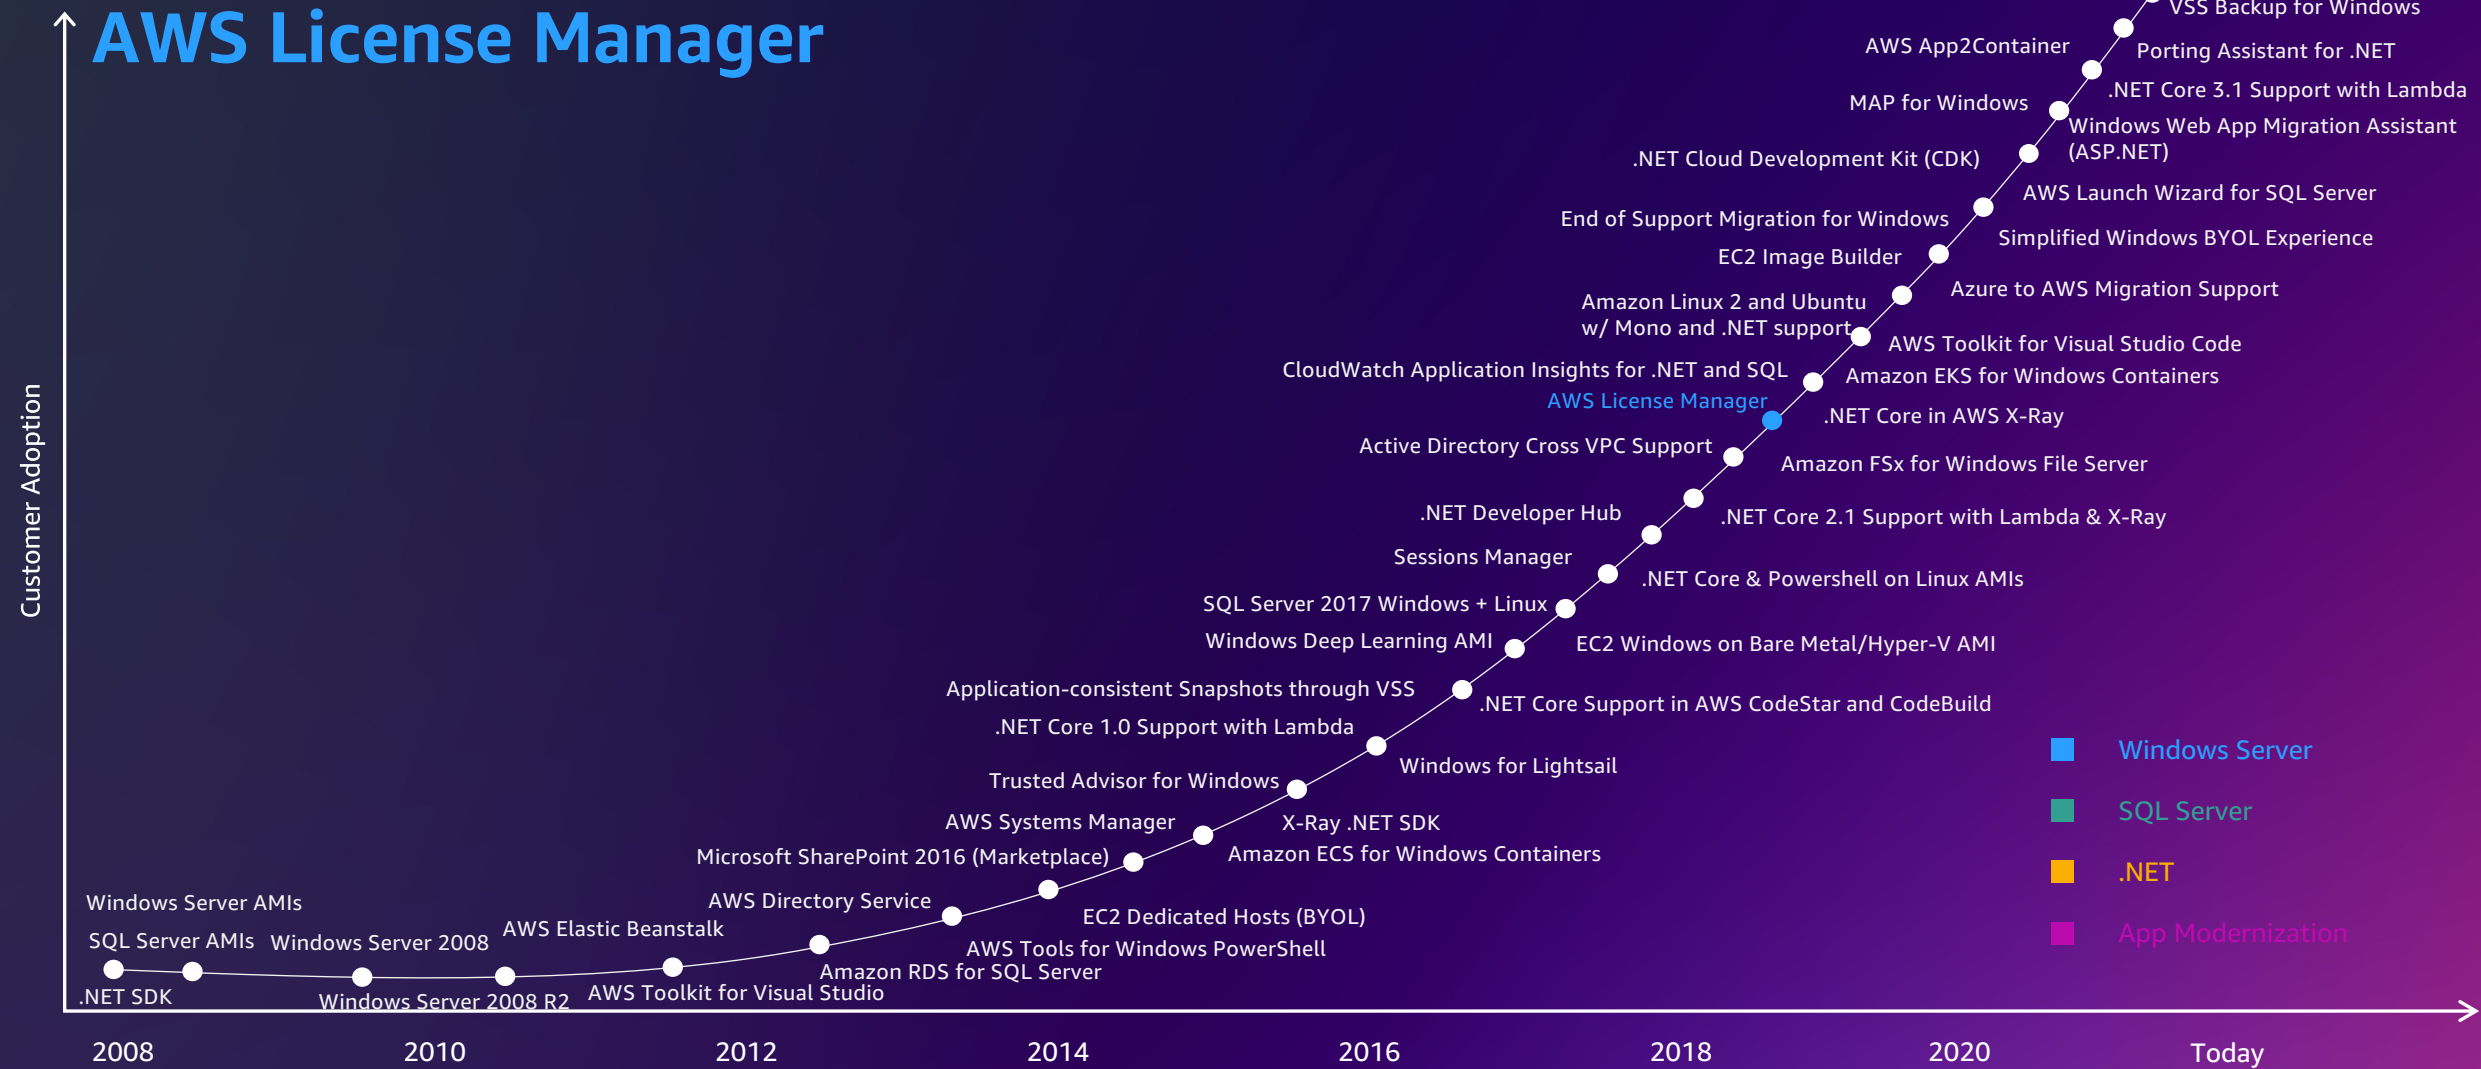 AWS License Manager
VSS Backup for Windows
AWS App2Container
Porting Assistant for .NET
.NET Core 3.1 Support with Lambda
MAP for Windows
Windows Web App Migration Assistant
(ASP.NET)
.NET Cloud Development Kit (CDK)
AWS Launch Wizard for SQL Server
End of Support Migration for Windows
Simplified Windows BYOL Experience
EC2 Image Builder
Azure to AWS Migration Support
Amazon Linux 2 and Ubuntu
w/ Mono and .NET support
AWS Toolkit for Visual Studio Code
CloudWatch Application Insights for .NET and SQL
Amazon EKS for Windows Containers
AWS License Manager
.NET Core in AWS X-Ray
Active Directory Cross VPC Support
Amazon FSx for Windows File Server
.NET Developer Hub
.NET Core 2.1 Support with Lambda & X-Ray
Sessions Manager
.NET Core & Powershell on Linux AMIs
SQL Server 2017 Windows + Linux
Windows Deep Learning AMI
EC2 Windows on Bare Metal/Hyper-V AMI
Application-consistent Snapshots through VSS
.NET Core Support in AWS CodeStar and CodeBuild
.NET Core 1.0 Support with Lambda
Windows for Lightsail
Trusted Advisor for Windows
AWS Systems Manager
X-Ray .NET SDK
Microsoft SharePoint 2016 (Marketplace)
Amazon ECS for Windows Containers
AWS Directory Service
EC2 Dedicated Hosts (BYOL)
Windows Server AMIs
AWS Elastic Beanstalk
SQL Server AMIs
Windows Server 2008
AWS Tools for Windows PowerShell
Amazon RDS for SQL Server
.NET SDK
Windows Server 2008 R2
AWS Toolkit for Visual Studio
Customer Adoption
Windows Server
SQL Server
.NET
App Modernization
2008
2010
2012
2014
2016
2018
2020
Today